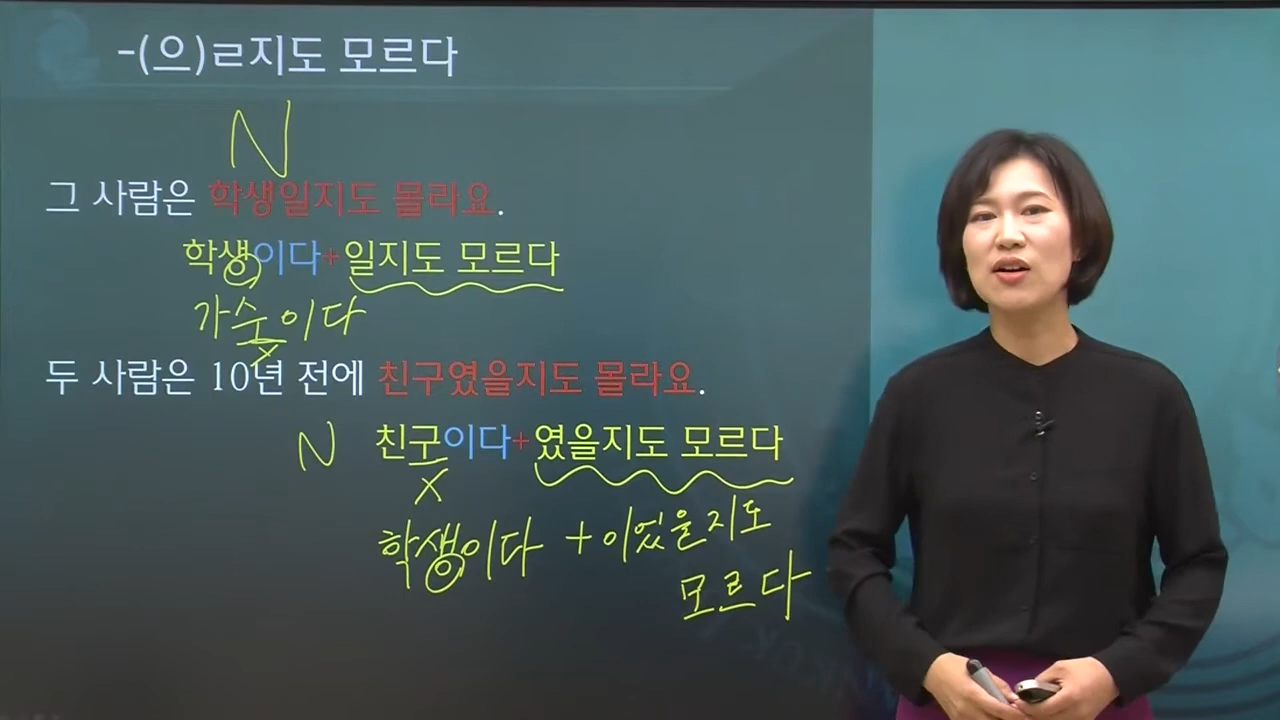 -(으)ㄹ지도 모르다
N
그 사람은 학생일지도 몰라요.
학생이다+일지도 모르다
가수이다
x
두 사람은 10년 전에 친구였을지도 몰라요.
N 친구이다+였을지도 모르다
x
학생이다 +이었을지도
모르다